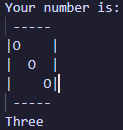 Your number is:
 -----
|O    |
|  O  |
|    O|
 -----
Three